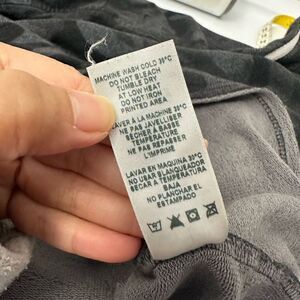 MACHINE WASH COLD 30°C
DO NOT BLEACH
TUMBLE DRY
AT LOW HEAT
DO NOT IRON
PRINTED AREA
LAVER À LA MACHINE 30°C
NE PAS JAVELLISER
SÉCHER À BASSE
TEMPÉRATURE
NE PAS REPASSER
L'IMPRIMÉ
LAVAR EN MAQUINA 30°C
NO USAR BLANQUEADOR
SECAR A TEMPERATURA
BAJA
NO PLANCHAR EL
ESTAMPADO